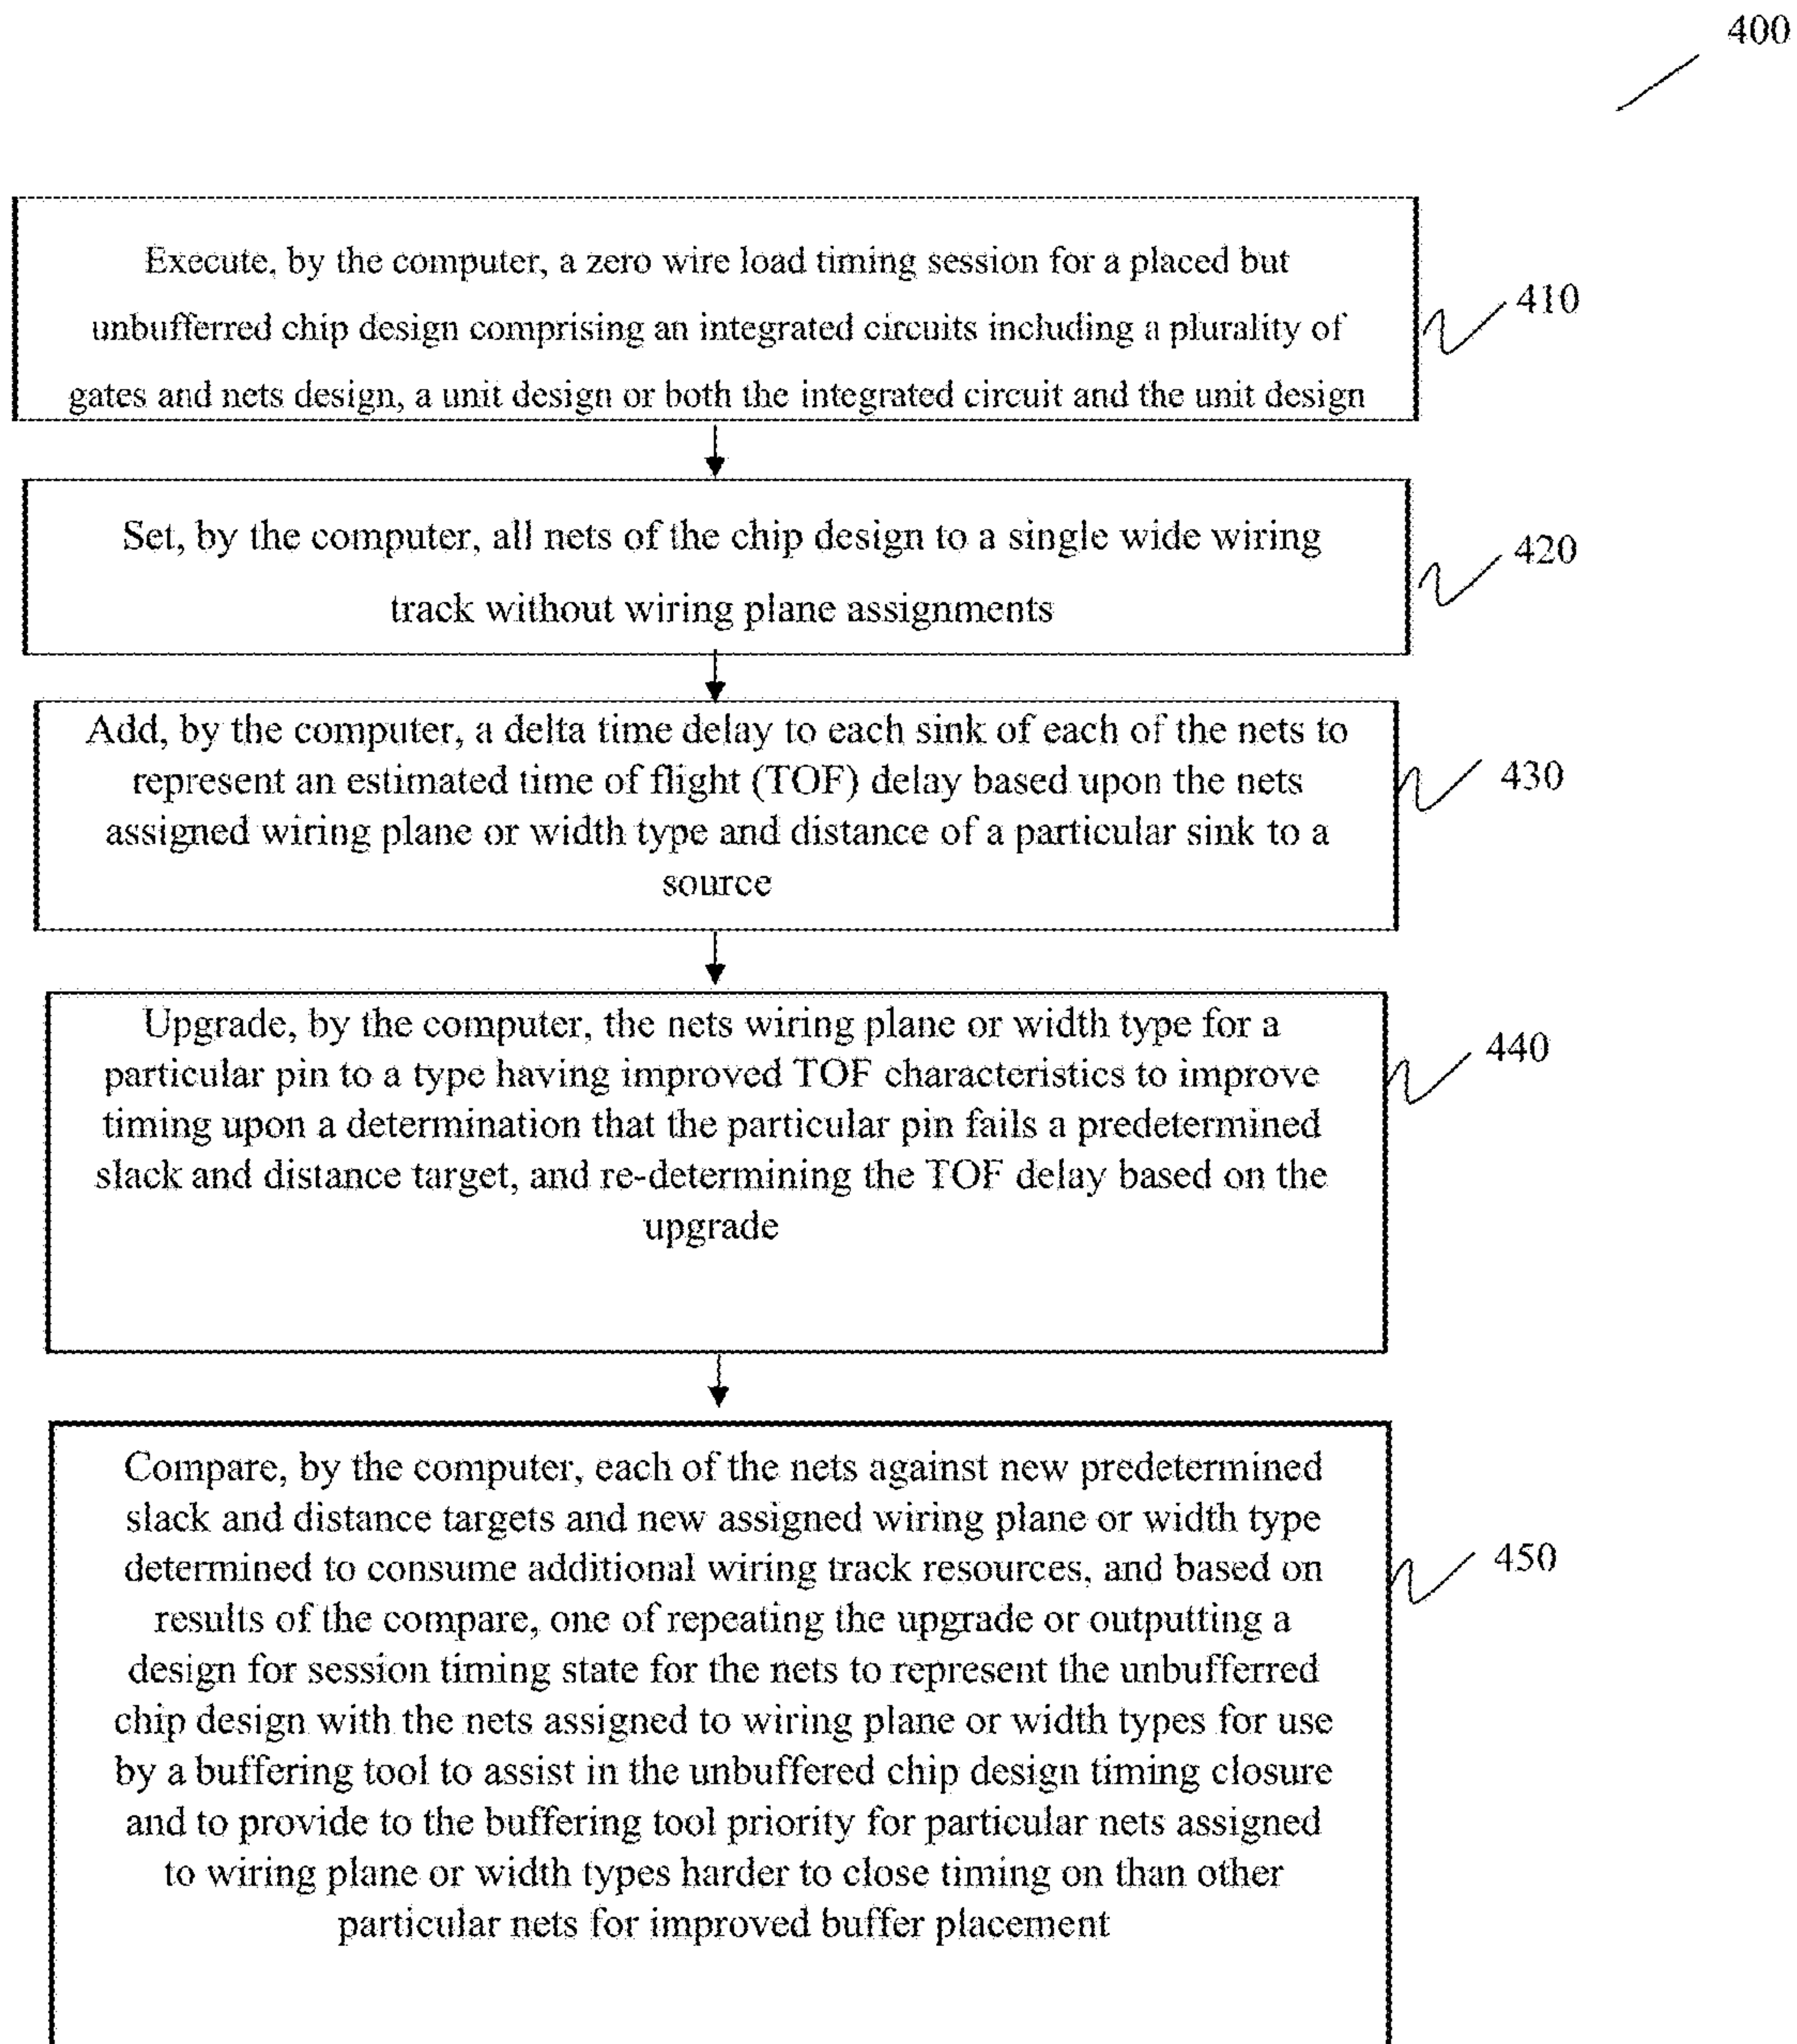 400
Execute, by the computer, a zero wire load timing session for a placed but
unbufferred chip design comprising an integrated circuits including a plurality of
gates and nets design, a unit design or both the integrated circuit and the unit design
410
Set, by the computer, all nets of the chip design to a single wide wiring
track without wiring plane assignments
420
Add, by the computer, a delta time delay to each sink of each of the nets to
represent an estimated time of flight (TOF) delay based upon the nets
assigned wiring plane or width type and distance of a particular sink to a
source
430
Upgrade, by the computer, the nets wiring plane or width type for a
particular pin to a type having improved TOF characteristics to improve
timing upon a determination that the particular pin fails a predetermined
slack and distance target, and re-determining the TOF delay based on the
upgrade
440
Compare, by the computer, each of the nets against new predetermined
slack and distance targets and new assigned wiring plane or width type
determined to consume additional wiring track resources, and based on
results of the compare, one of repeating the upgrade or outputting a
design for session timing state for the nets to represent the unbufferred
chip design with the nets assigned to wiring plane or width types for use
by a buffering tool to assist in the unbuffered chip design timing closure
and to provide to the buffering tool priority for particular nets assigned
to wiring plane or width types harder to close timing on than other
particular nets for improved buffer placement
450